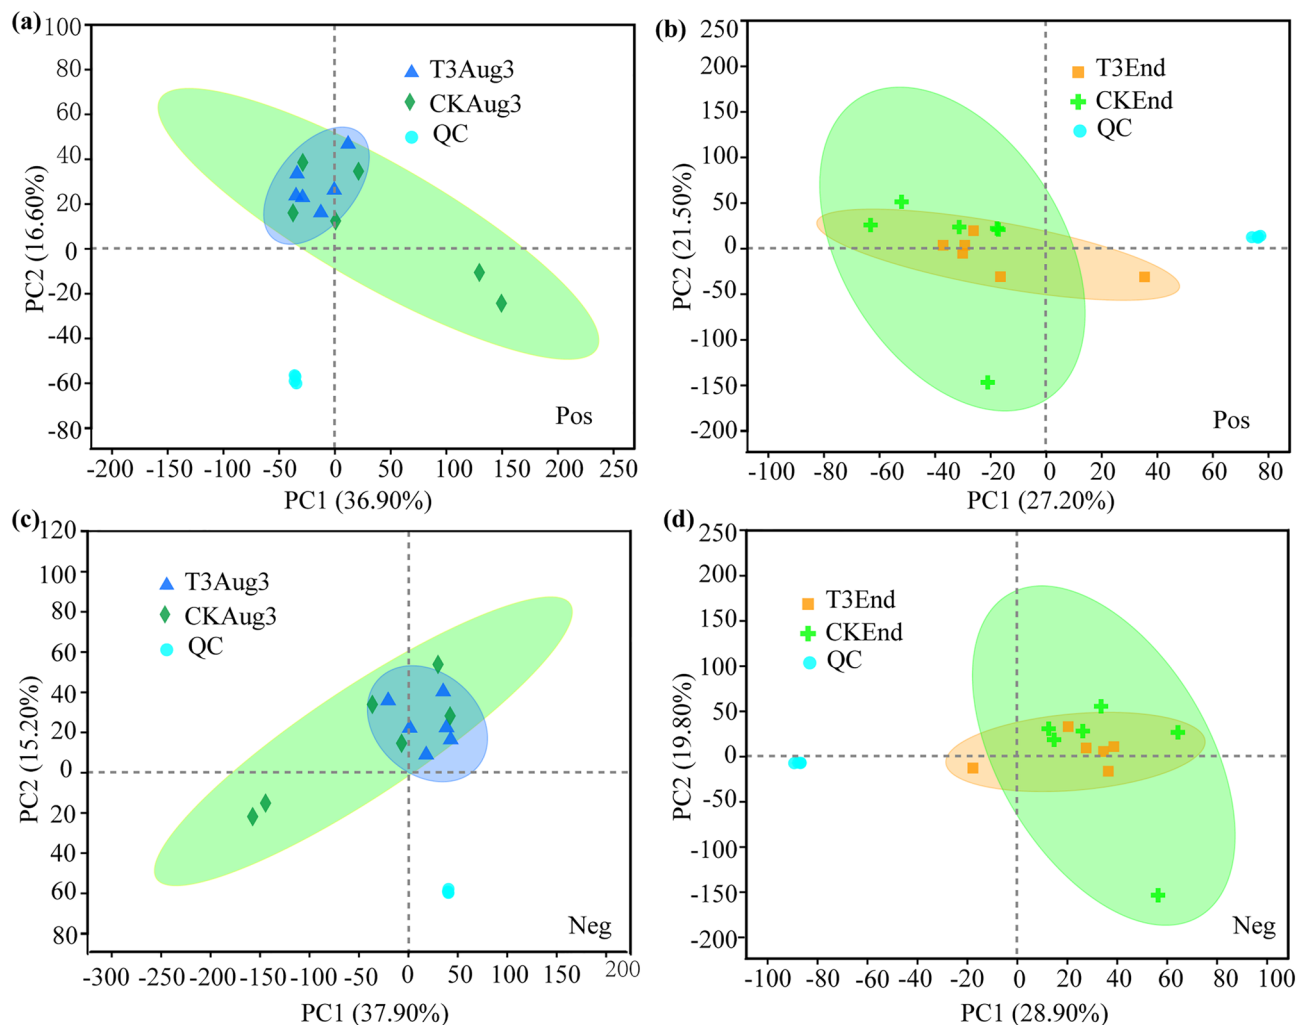 (a)
100
80
60
40
20
0
-20
-40
-60
-80
PC2 (16.60%)
T3Aug3
CKAug3
QC
Pos
-200 -150 -100 -50 0 50 100 150 200 250
PC1 (36.90%)
(b)
250
200
150
100
50
0
-50
-100
-150
-200
PC2 (21.50%)
T3End
CKEnd
QC
Pos
-100 -80 -60 -40 -20 0 20 40 60 80
PC1 (27.20%)
(c)
120
100
80
60
40
20
0
20
40
60
80
PC2 (15.20%)
T3Aug3
CKAug3
QC
Neg
-300 -250 -200 -150 -100 -50 0 50 100 150 200
PC1 (37.90%)
(d)
250
200
150
100
50
0
-50
-100
-150
-200
PC2 (19.80%)
T3End
CKEnd
QC
Neg
-100 -80 -60 -40 -20 0 20 40 60 80 100
PC1 (28.90%)